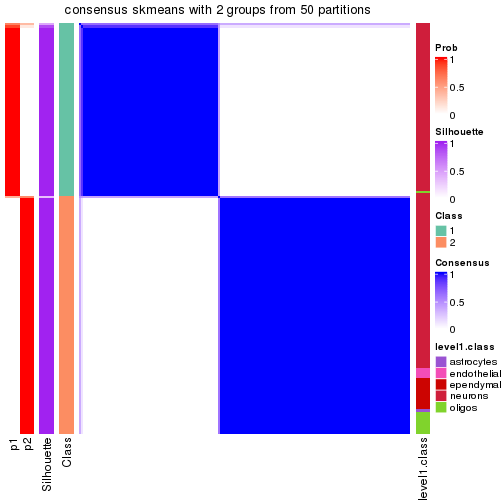 consensus skmeans with 2 groups from 50 partitions
Prob
1
0.5
0
Silhouette
1
0.5
0
Class
1
2
Consensus
1
0.5
0
level1.class
astrocytes
endothelial
ependymal
neurons
oligos
p1
p2
Silhouette
Class
level1.class